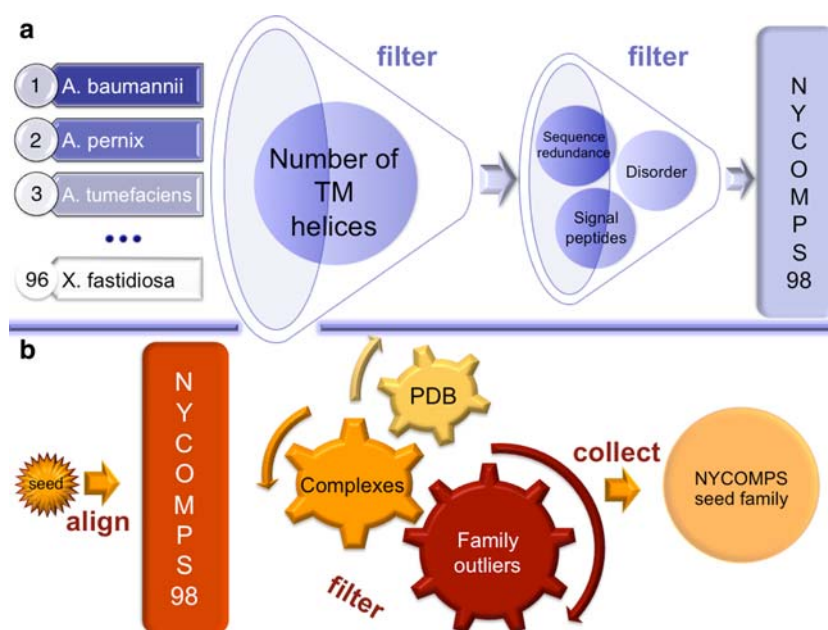 a
filter
filter
1 A. baumannii
2 A. pernix
3 A. tumefaciens
...
96 X. fastidiosa
Number of
TM
helices
Sequence
redundance
Disorder
Signal
peptides
N
Y
C
O
M
P
S
98
b
seed
align
N
Y
C
O
M
P
S
98
PDB
Complexes
Family
outliers
filter
collect
NYCOMPS
seed family